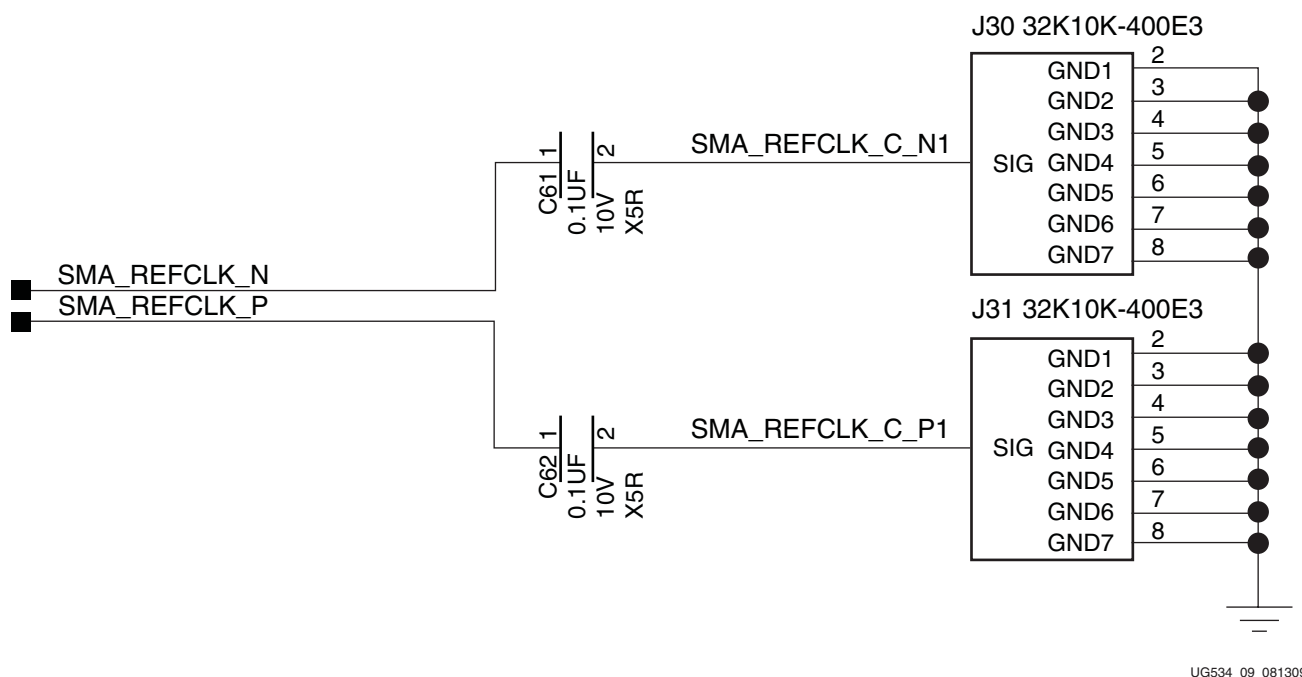 J30 32K10K-400E3
GND1 2
GND2 3
GND3 4
SIG GND4 5
GND5 6
GND6 7
GND7 8
SMA_REFCLK_C_N1
1
2
C61
0.1UF
10V
X5R
SMA_REFCLK_N
SMA_REFCLK_P
J31 32K10K-400E3
GND1 2
GND2 3
GND3 4
SIG GND4 5
GND5 6
GND6 7
GND7 8
SMA_REFCLK_C_P1
1
2
C62
0.1UF
10V
X5R
UG534_09_081309